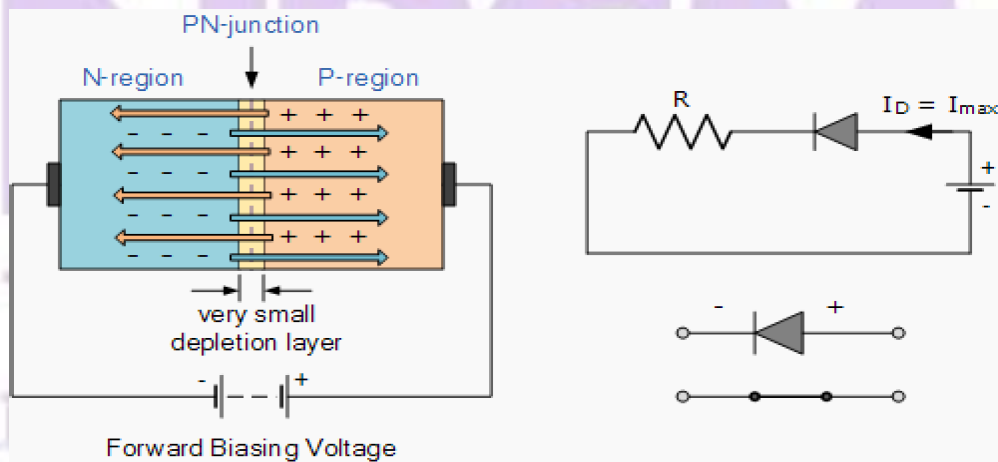 PN-junction
N-region
P-region
+ + +
- - -
+ + +
- - -
+ + +
- - -
+ + +
- - -
very small
depletion layer
- +
Forward Biasing Voltage
R
I_D = I_max
+
-
- +